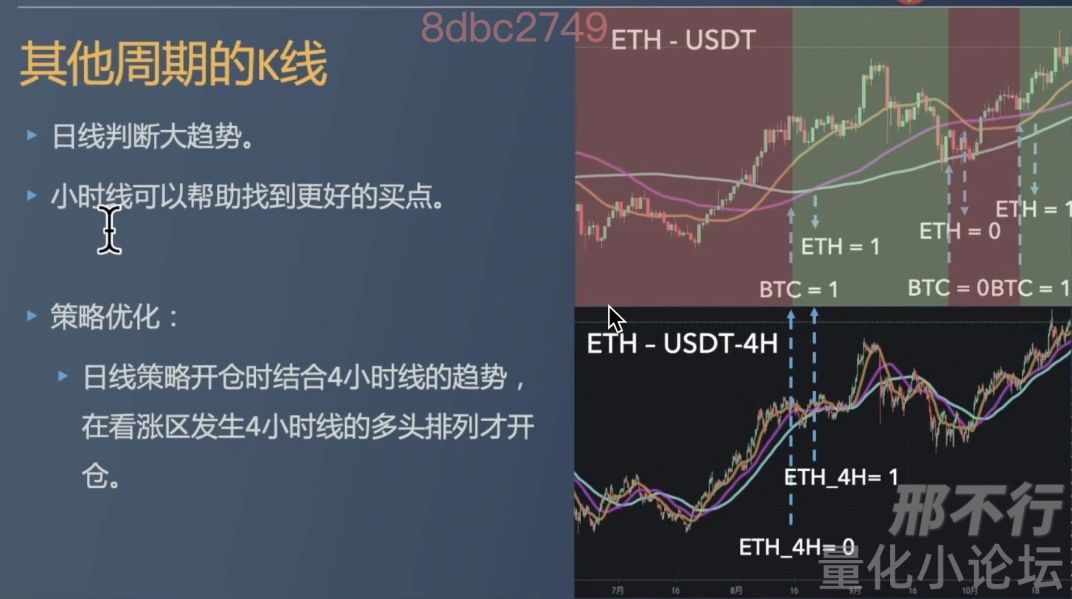 8dbc2749
其他周期的K线
日线判断大趋势。
小时线可以帮助找到更好的买点。
策略优化：
日线策略开仓时结合4小时线的趋势，
在看涨区发生4小时线的多头排列才开
仓。
ETH - USDT
ETH = 1
ETH = 0
ETH = 1
BTC = 1
BTC = 0
BTC = 1
ETH – USDT-4H
ETH_4H= 1
ETH_4H= 0
邢不行
量化小论坛
7月 16 8月 16 9月 16 10月 18